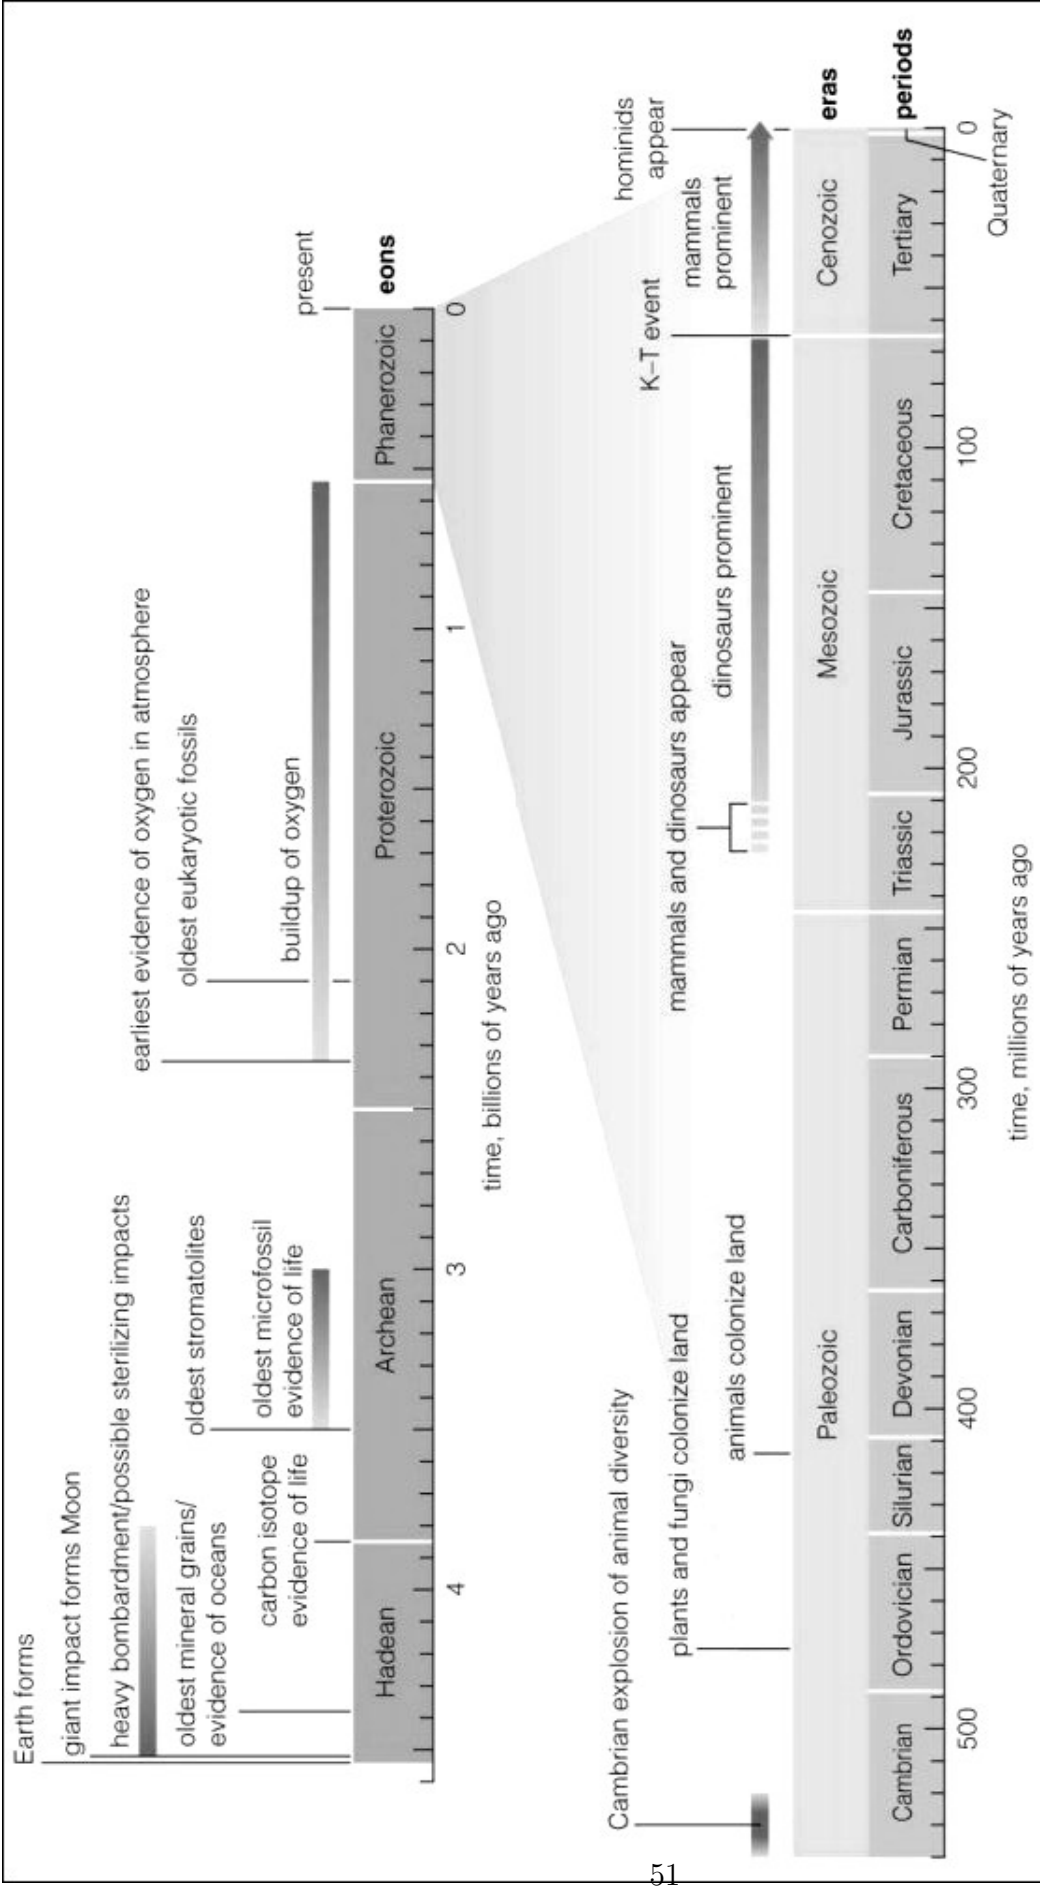 Earth forms
giant impact forms Moon
heavy bombardment/possible sterilizing impacts
oldest mineral grains/
evidence of oceans
carbon isotope
evidence of life
oldest stromatolites
oldest microfossil
evidence of life
earliest evidence of oxygen in atmosphere
oldest eukaryotic fossils
buildup of oxygen
present
Hadean
Archean
Proterozoic
Phanerozoic
eons
4
3
2
1
0
time, billions of years ago
Cambrian explosion of animal diversity
plants and fungi colonize land
animals colonize land
mammals and dinosaurs appear
dinosaurs prominent
K–T event
mammals
prominent
hominids
appear
Paleozoic
Mesozoic
Cenozoic
eras
Cambrian
Ordovician
Silurian
Devonian
Carboniferous
Permian
Triassic
Jurassic
Cretaceous
Tertiary
periods
500
400
300
200
100
0
Quaternary
time, millions of years ago
51